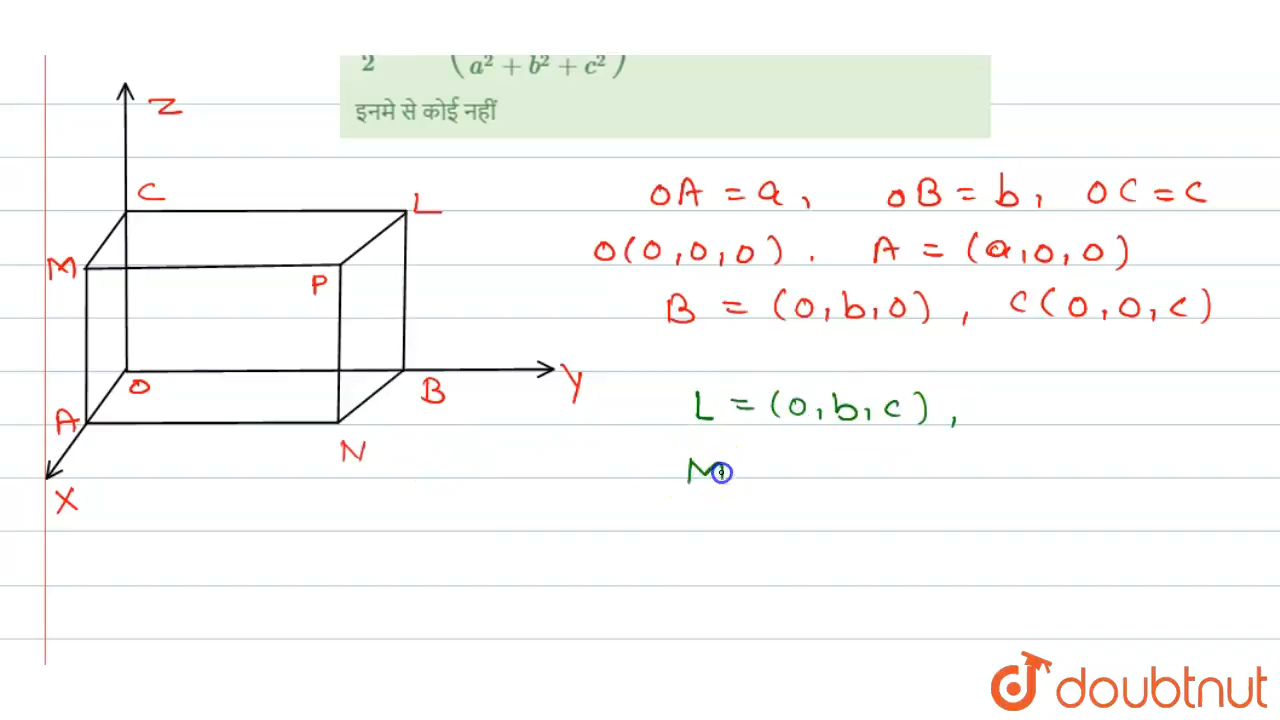 2 (a² + b² + c²)
इनमे से कोई नहीं
Z
C
L
M
P
O
B
Y
A
N
X
OA = a, OB = b, OC = c
O(0,0,0). A = (a,0,0)
B = (0,b,0), C(0,0,c)
L = (0,b,c),
M
doubtnut